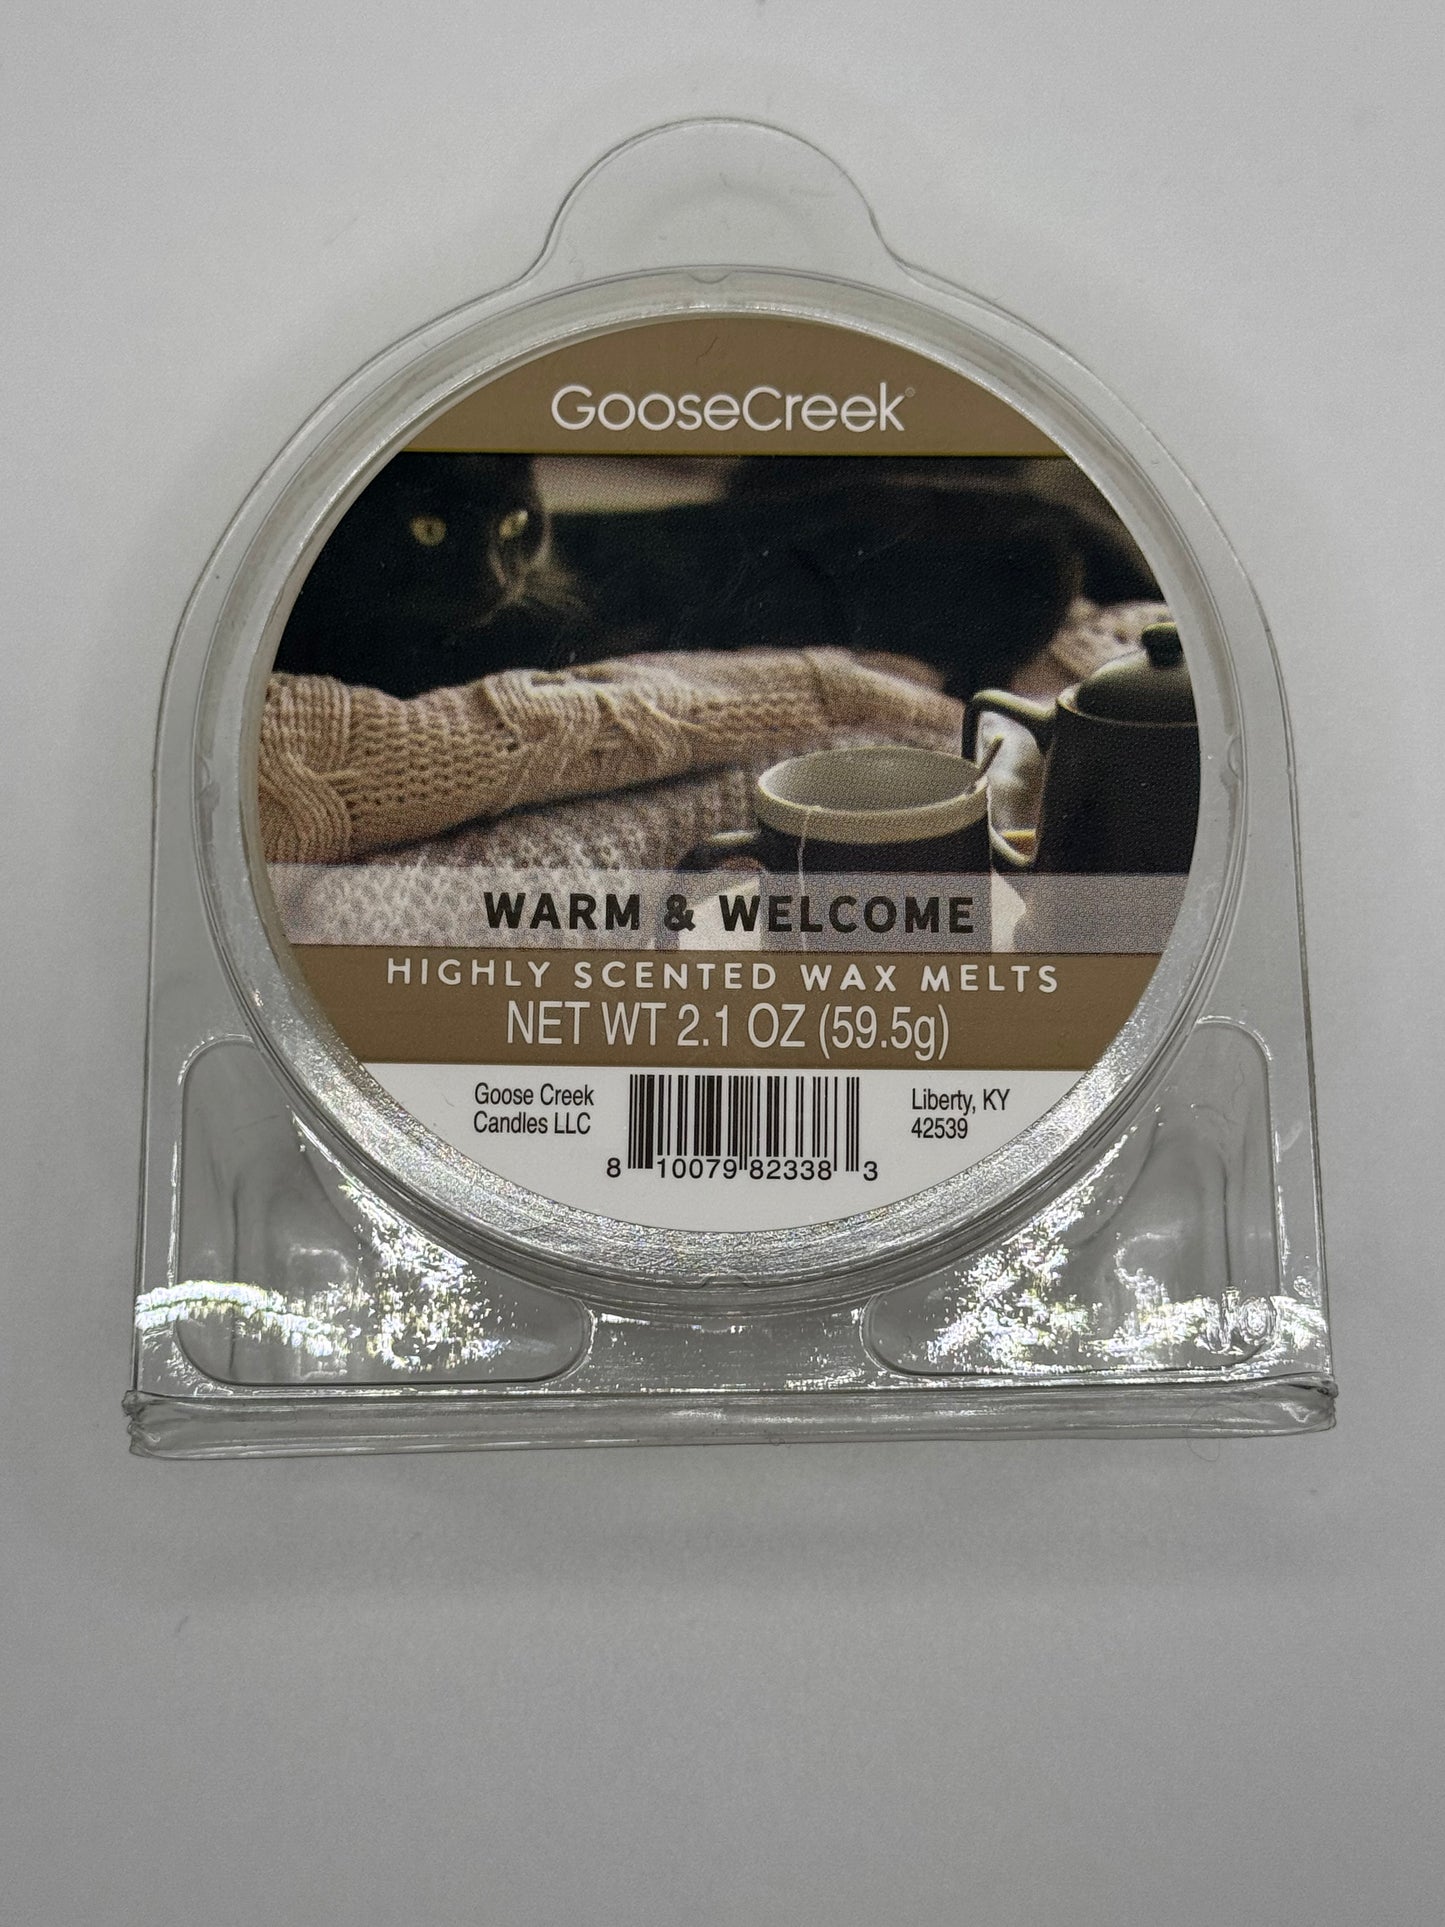 GooseCreek
WARM & WELCOME
HIGHLY SCENTED WAX MELTS
NET WT 2.1 OZ (59.5g)
Goose Creek
Candles LLC
8 10079 82338 3
Liberty, KY
42539